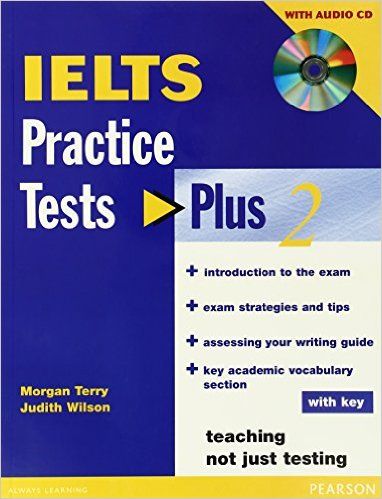 WITH AUDIO CD
IELTS
Practice
Tests
Plus 2
+ introduction to the exam
+ exam strategies and tips
+ assessing your writing guide
+ key academic vocabulary
section
Morgan Terry
Judith Wilson
with key
teaching
not just testing
ALWAYS LEARNING
PEARSON